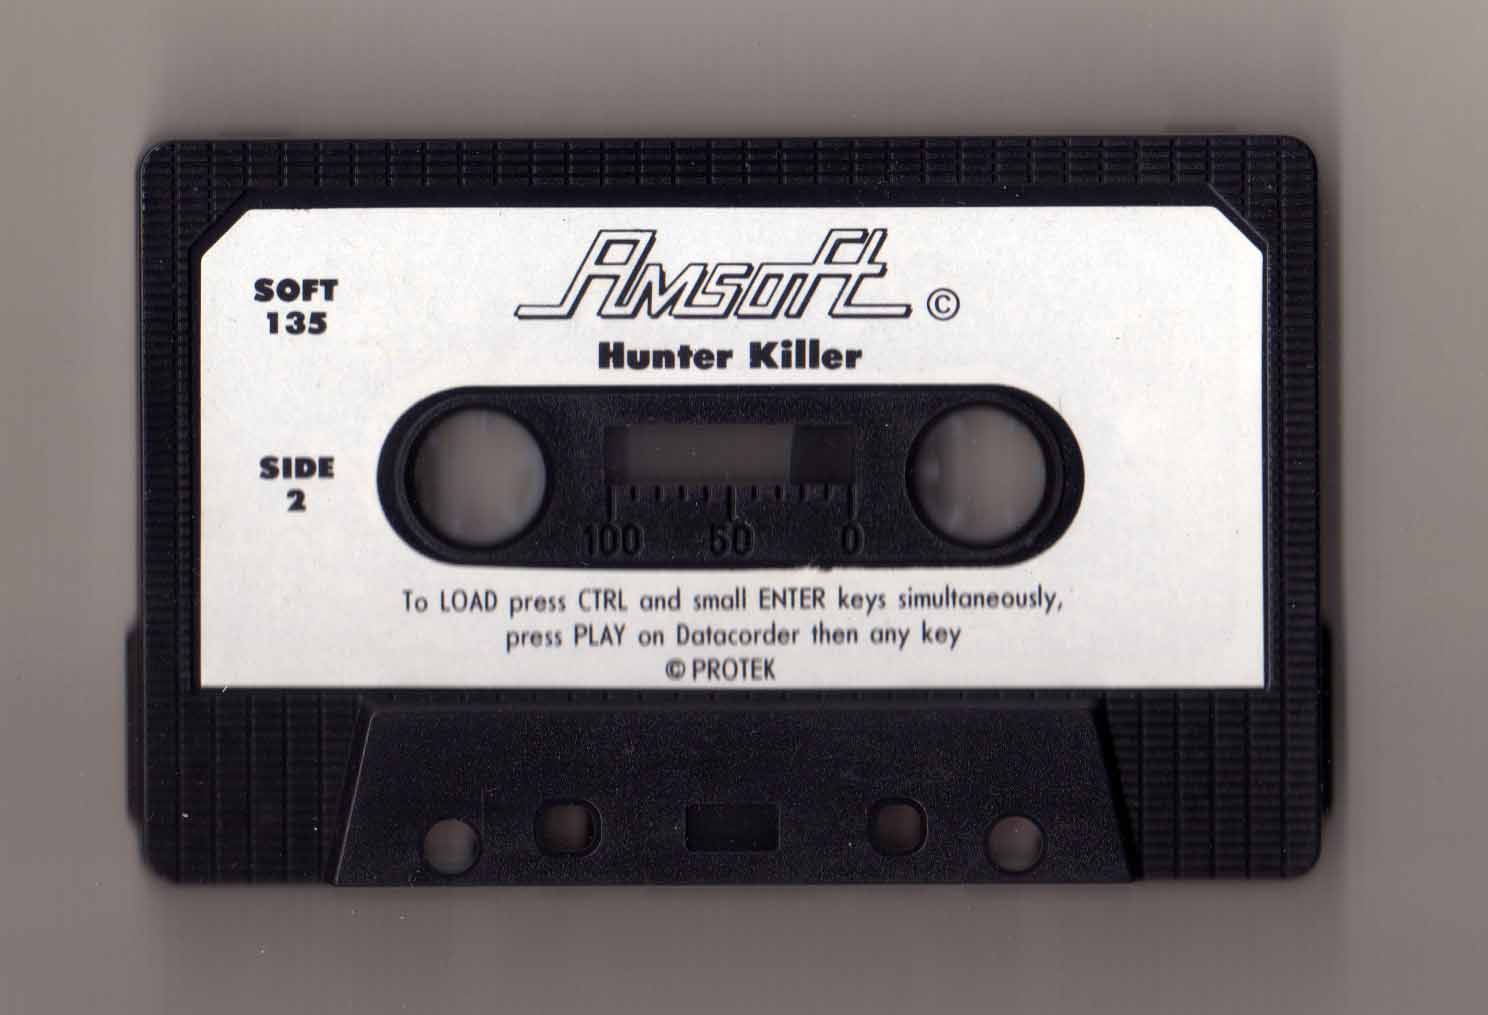 Amsoft ©
SOFT
135
Hunter Killer
SIDE
2
100 50 0
To LOAD press CTRL and small ENTER keys simultaneously,
press PLAY on Datacorder then any key
© PROTEK